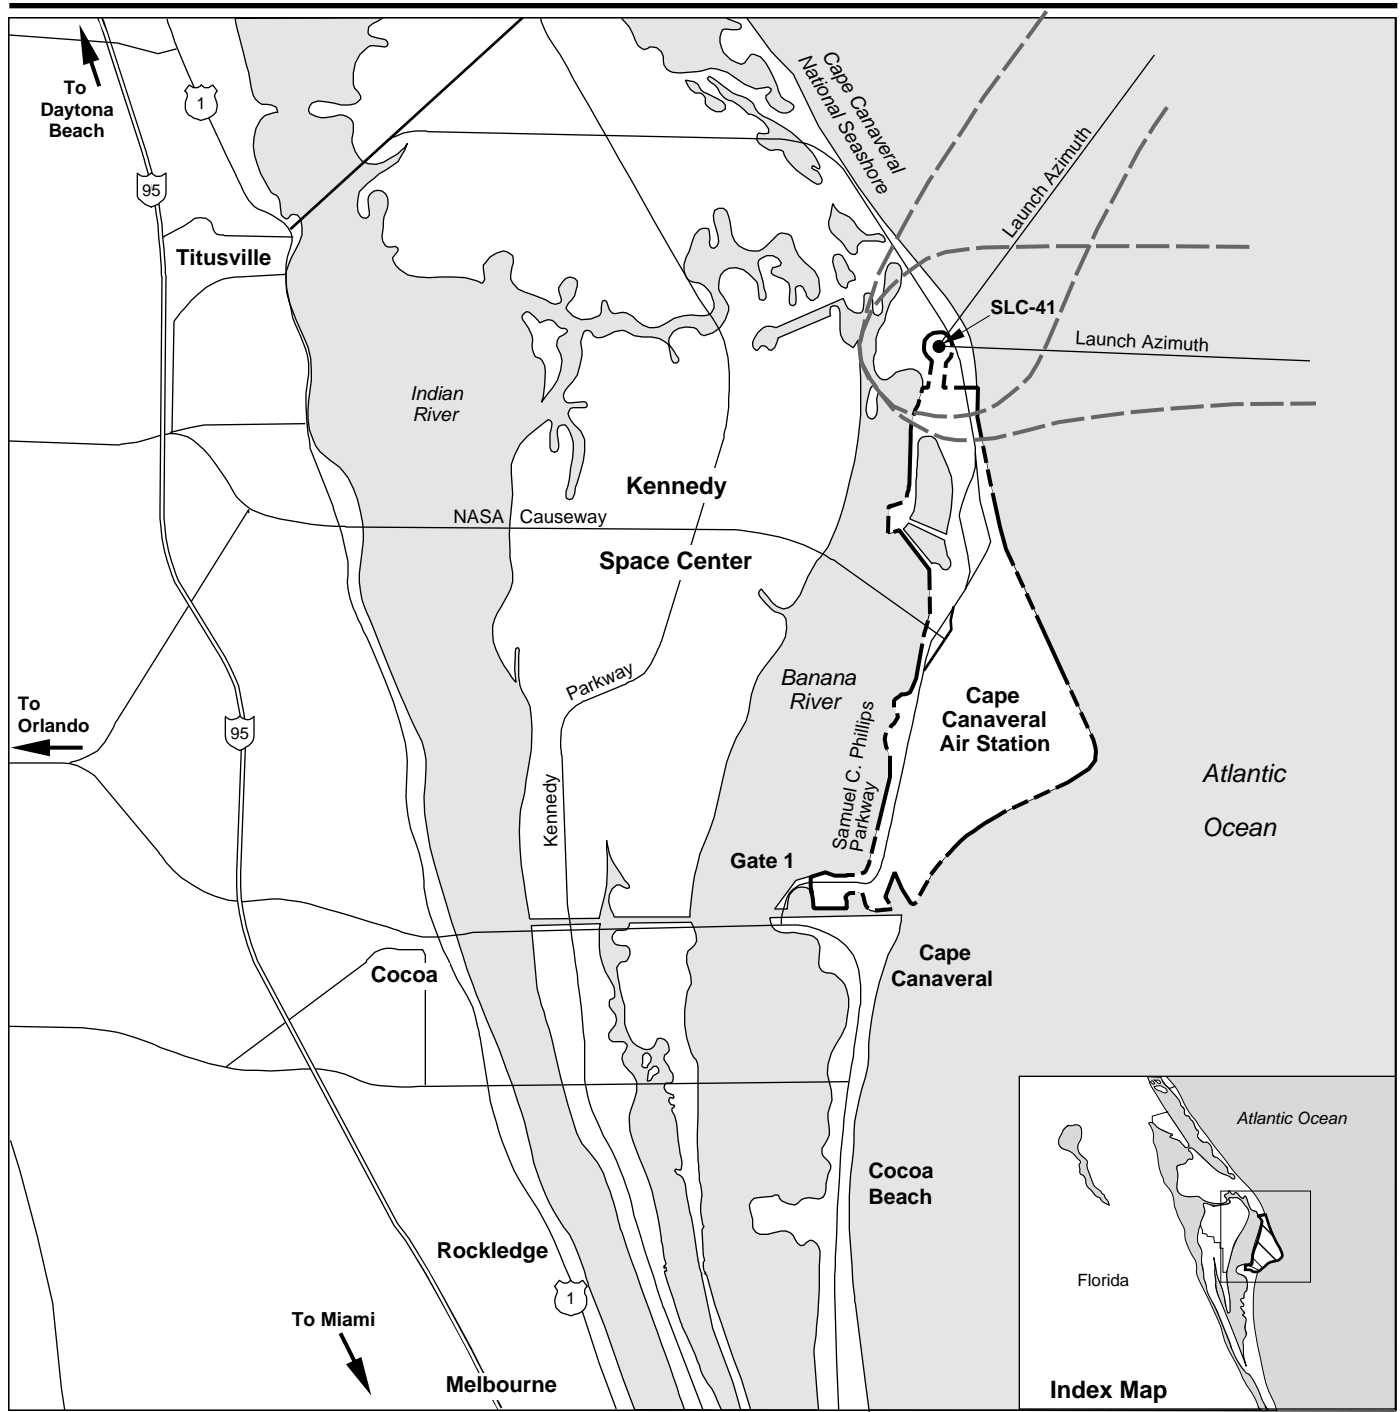 To
Daytona
Beach
1
95
Titusville
Cape Canaveral
National Seashore
Launch Azimuth
SLC-41
Launch Azimuth
Indian
River
Kennedy
NASA Causeway
Space Center
Parkway
Banana
River
Cape
Canaveral
Air Station
To
Orlando
95
Samuel C. Phillips
Parkway
Kennedy
Atlantic
Ocean
Gate 1
Cape
Canaveral
Cocoa
Cocoa
Beach
Rockledge
1
To Miami
Melbourne
Atlantic Ocean
Florida
Index Map